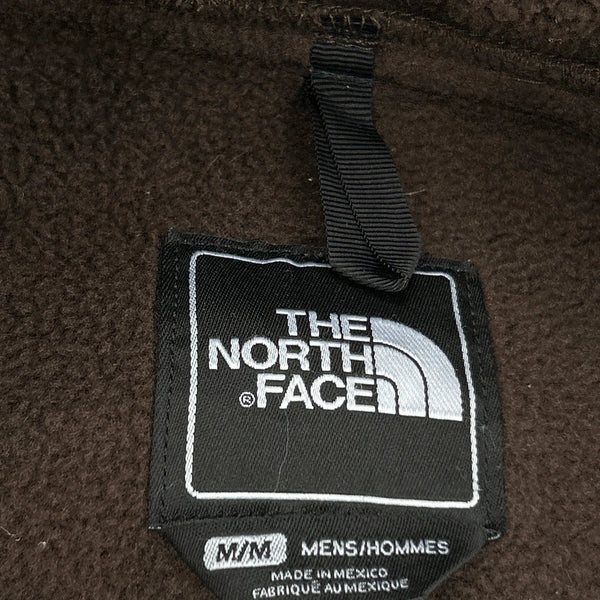 THE
NORTH
®FACE
M/M MENS/HOMMES
MADE IN MEXICO
FABRIQUÉ AU MEXIQUE